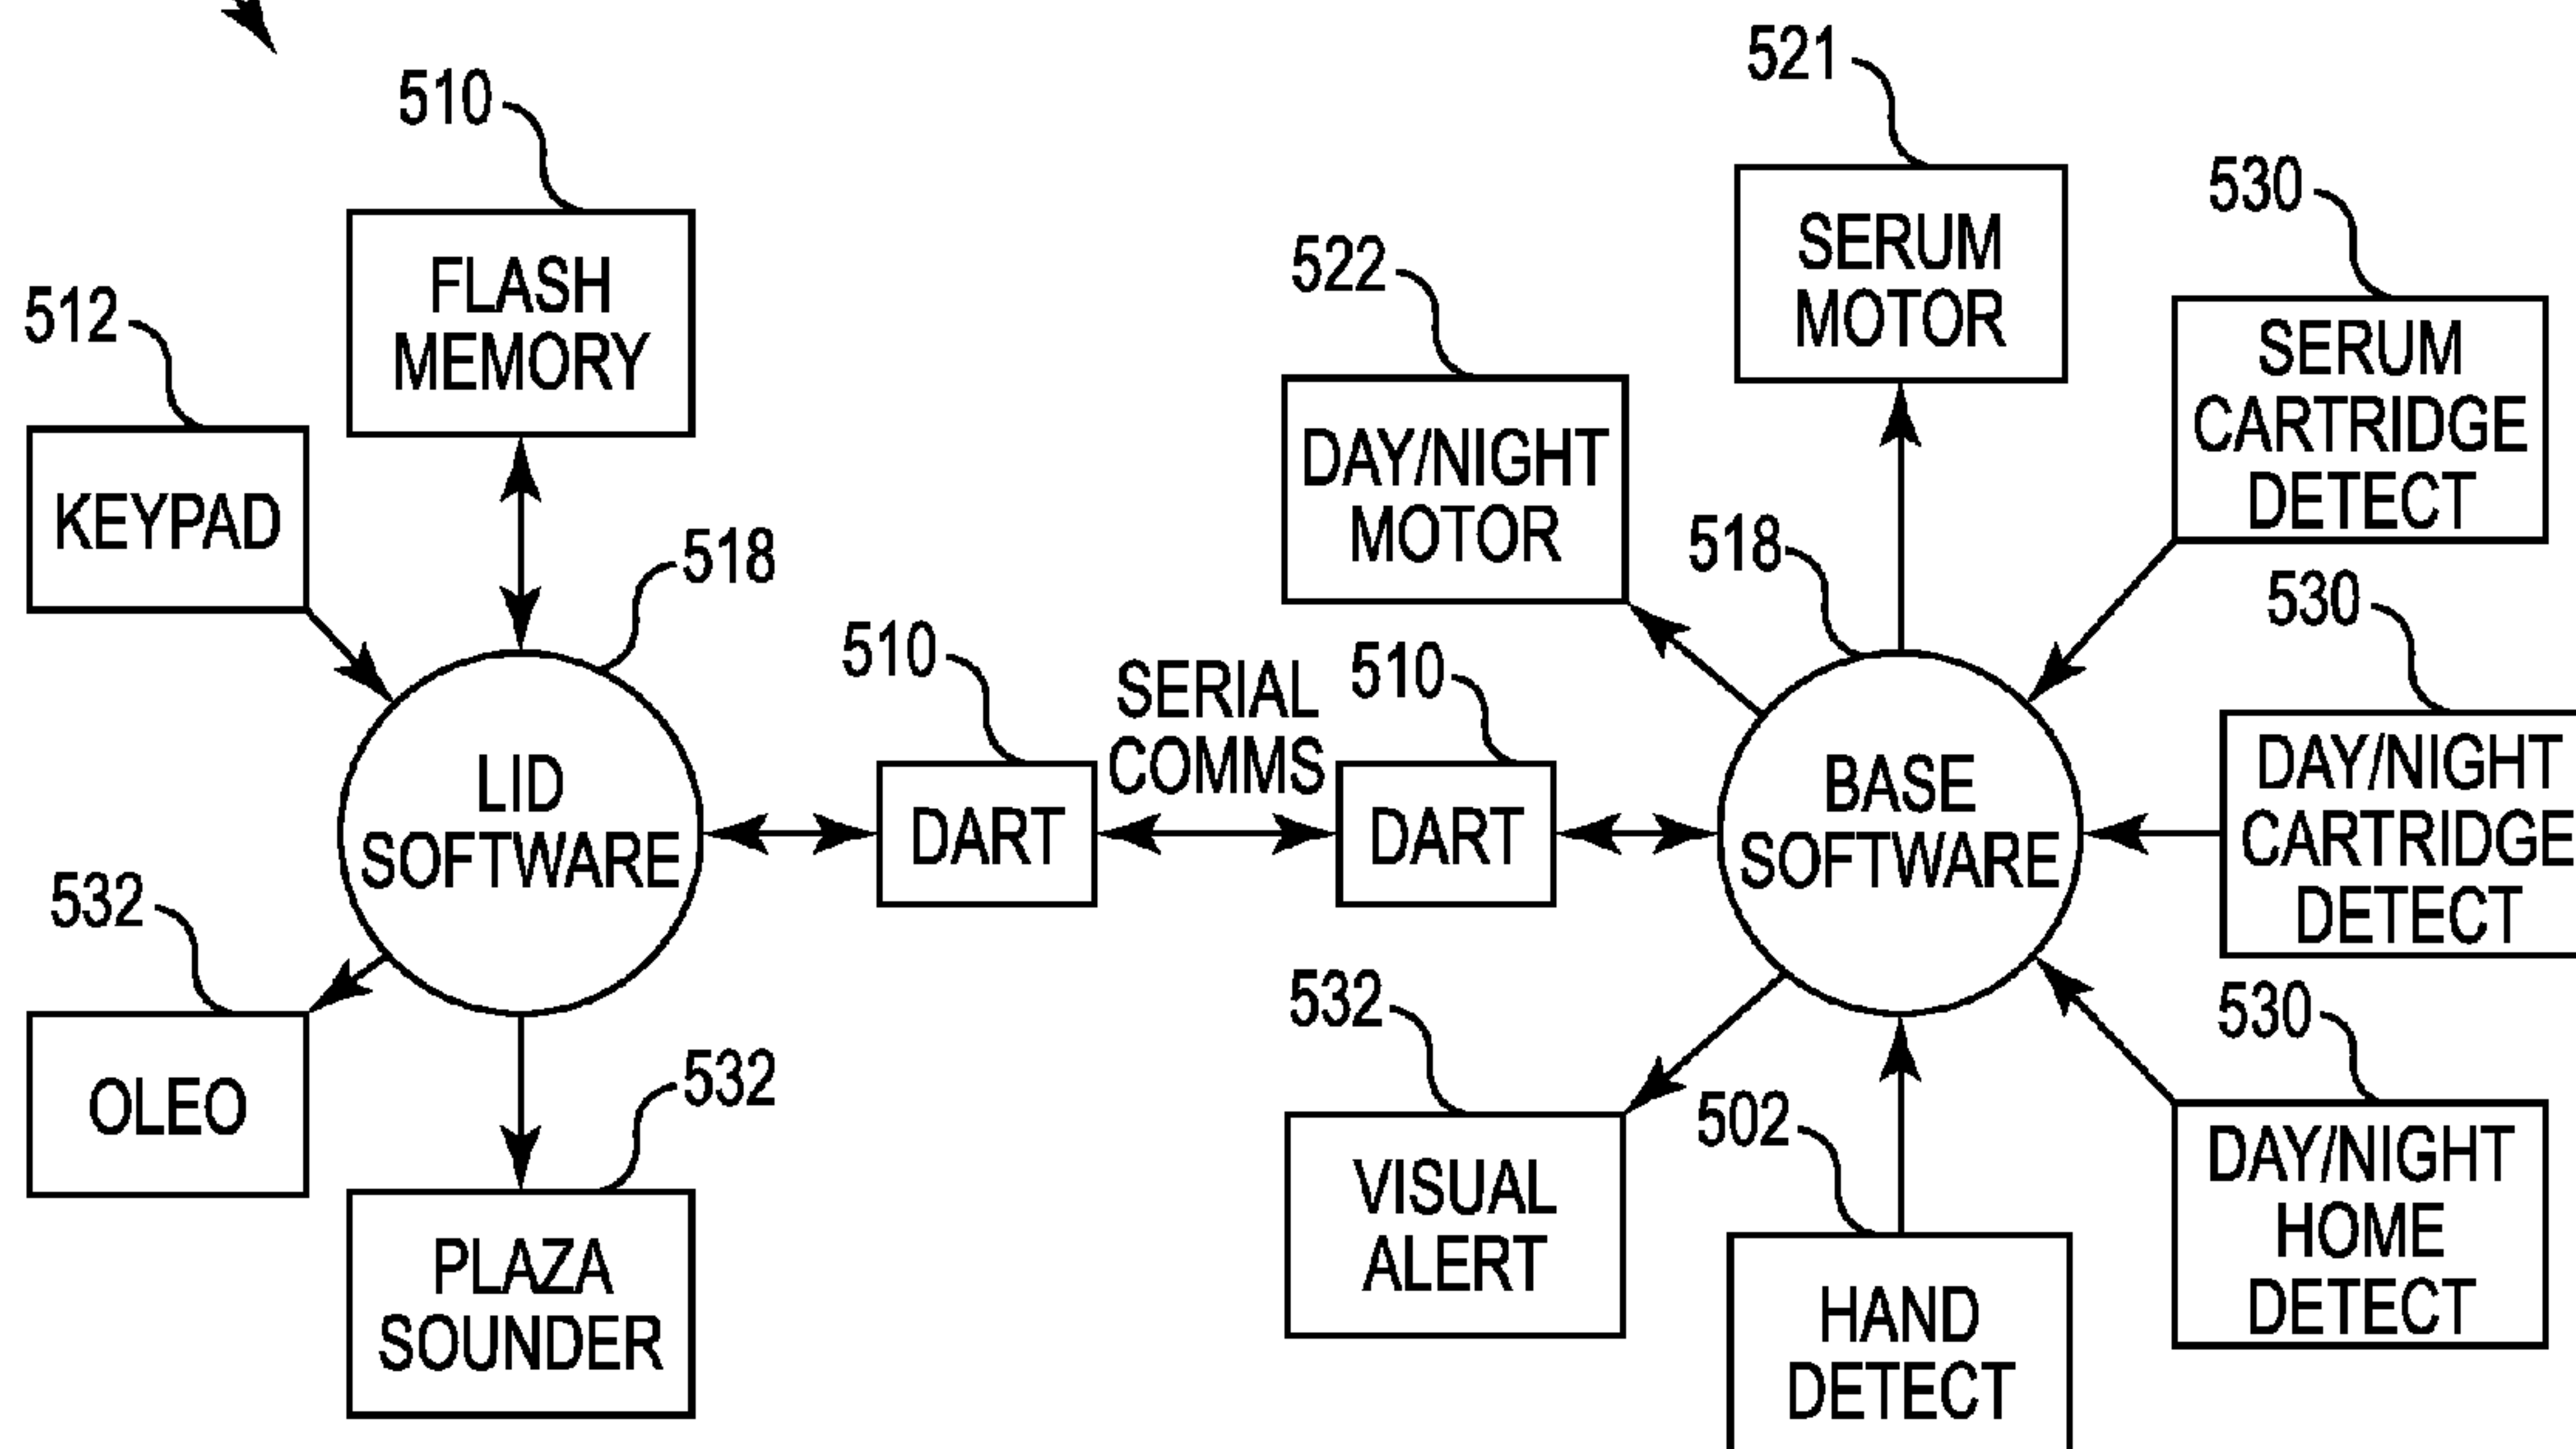 510
FLASH
MEMORY
512
KEYPAD
518
LID
SOFTWARE
532
OLEO
532
PLAZA
SOUNDER
510
DART
SERIAL
COMMS
510
DART
521
SERUM
MOTOR
522
DAY/NIGHT
MOTOR
518
BASE
SOFTWARE
530
SERUM
CARTRIDGE
DETECT
530
DAY/NIGHT
CARTRIDGE
DETECT
530
DAY/NIGHT
HOME
DETECT
532
VISUAL
ALERT
502
HAND
DETECT